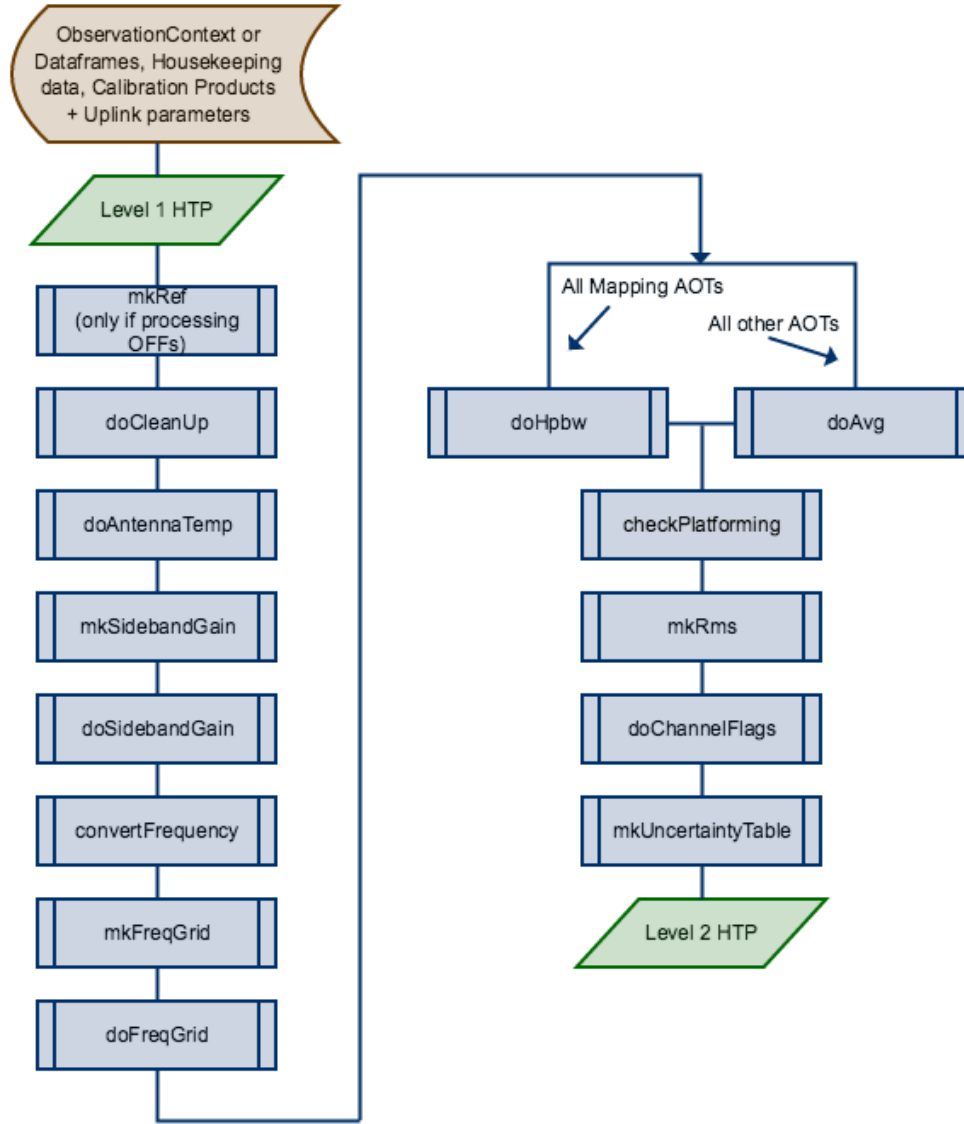 ObservationContext or
Dataframes, Housekeeping
data, Calibration Products
+ Uplink parameters
Level 1 HTP
mkRef
(only if processing
OFFs)
doCleanUp
doAntennaTemp
mkSidebandGain
doSidebandGain
convertFrequency
mkFreqGrid
doFreqGrid
All Mapping AOTs
All other AOTs
doHpbw
doAvg
checkPlatforming
mkRms
doChannelFlags
mkUncertaintyTable
Level 2 HTP